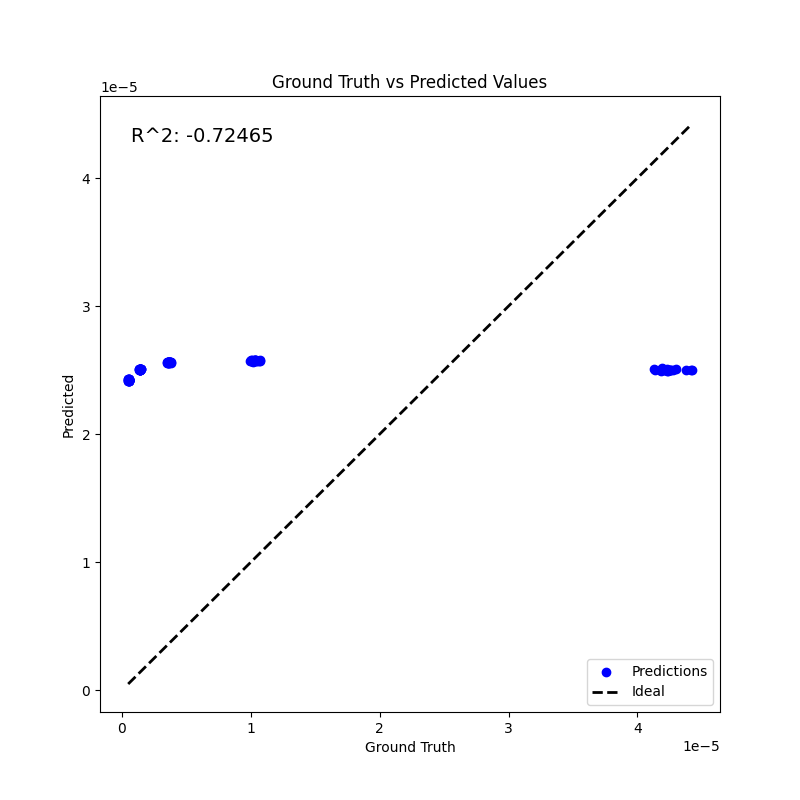 Ground Truth vs Predicted Values
1e−5
R^2: -0.72465
4
3
2
1
0
Predicted
Predictions
Ideal
0 1 2 3 4
1e−5
Ground Truth